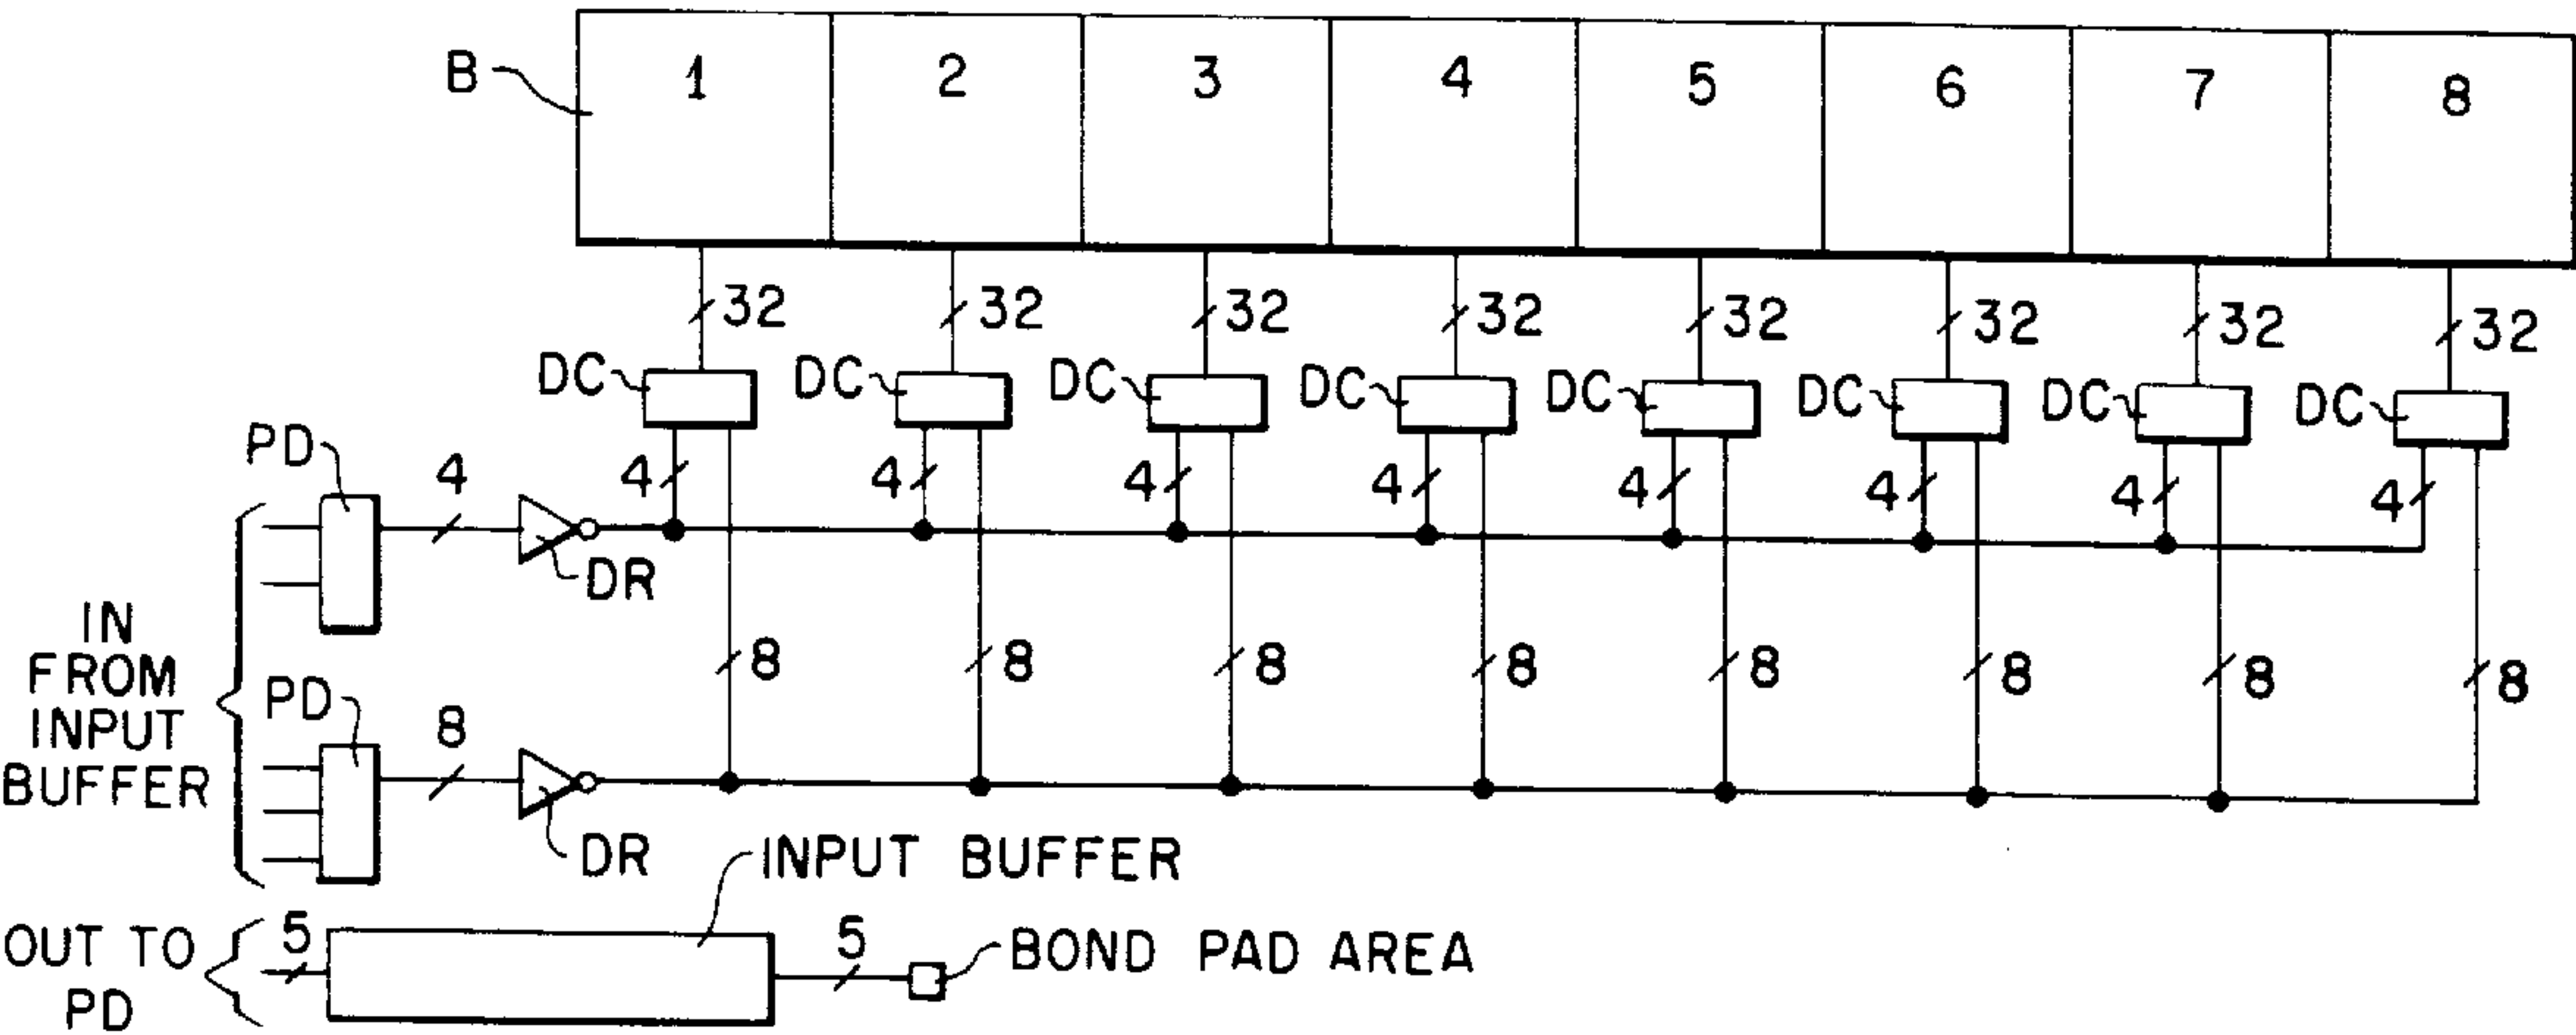 B
1 2 3 4 5 6 7 8
32 32 32 32 32 32 32 32
DC DC DC DC DC DC DC DC
PD
4
4 4 4 4 4 4 4 4
DR
IN
FROM
INPUT
BUFFER
PD
8
8 8 8 8 8 8 8 8
DR
INPUT BUFFER
OUT TO
PD
5
5
BOND PAD AREA